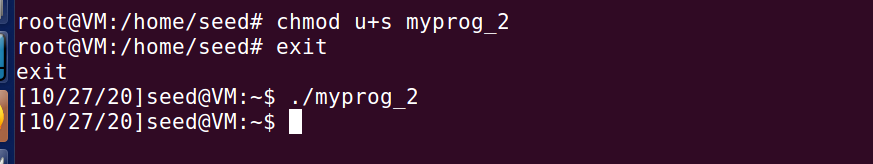 root@VM:/home/seed# chmod u+s myprog_2
root@VM:/home/seed# exit
exit
[10/27/20]seed@VM:~$ ./myprog_2
[10/27/20]seed@VM:~$